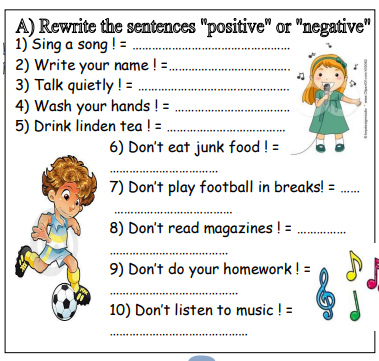 A) Rewrite the sentences "positive" or "negative"
1) Sing a song ! = ........................................
2) Write your name ! =...............................
3) Talk quietly ! = ......................................
4) Wash your hands ! = .............................
5) Drink linden tea ! = ..............................
6) Don't eat junk food ! =
................................
7) Don't play football in breaks! = ......
...................................
8) Don't read magazines ! = ...............
...................................
9) Don't do your homework ! =
......................................
10) Don't listen to music ! =
.........................................